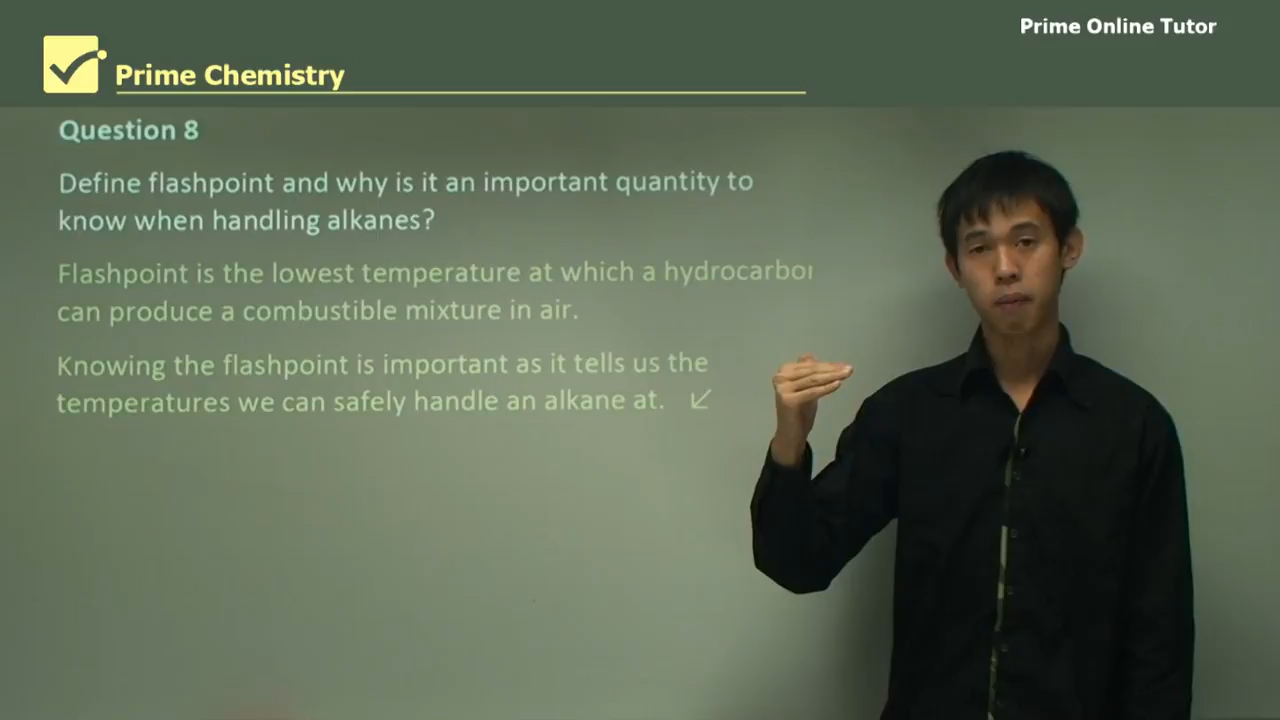 Prime Online Tutor
Prime Chemistry
Question 8
Define flashpoint and why is it an important quantity to
know when handling alkanes?
Flashpoint is the lowest temperature at which a hydrocarbon
can produce a combustible mixture in air.
Knowing the flashpoint is important as it tells us the
temperatures we can safely handle an alkane at.